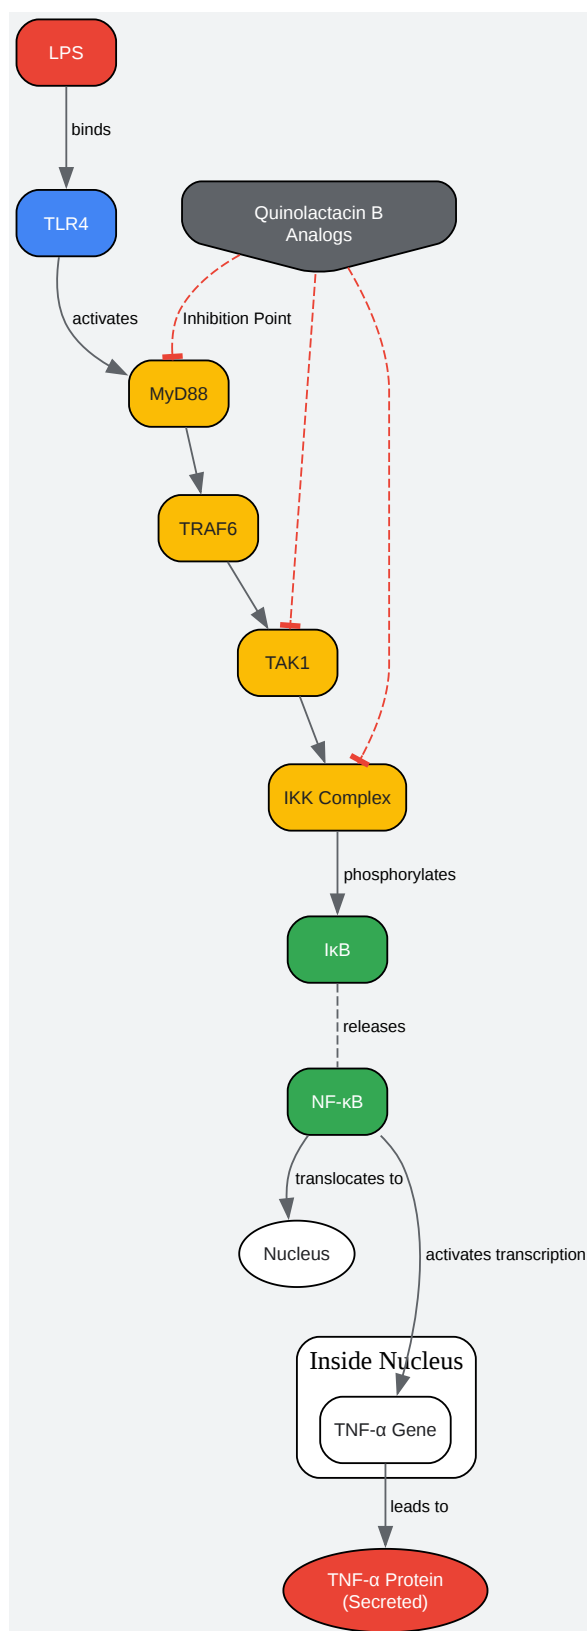 LPS
binds
TLR4
Quinolactacin B
Analogs
activates
Inhibition Point
MyD88
TRAF6
TAK1
IKK Complex
phosphorylates
IκB
releases
NF-κB
translocates to
Nucleus
activates transcription
Inside Nucleus
TNF-α Gene
leads to
TNF-α Protein
(Secreted)